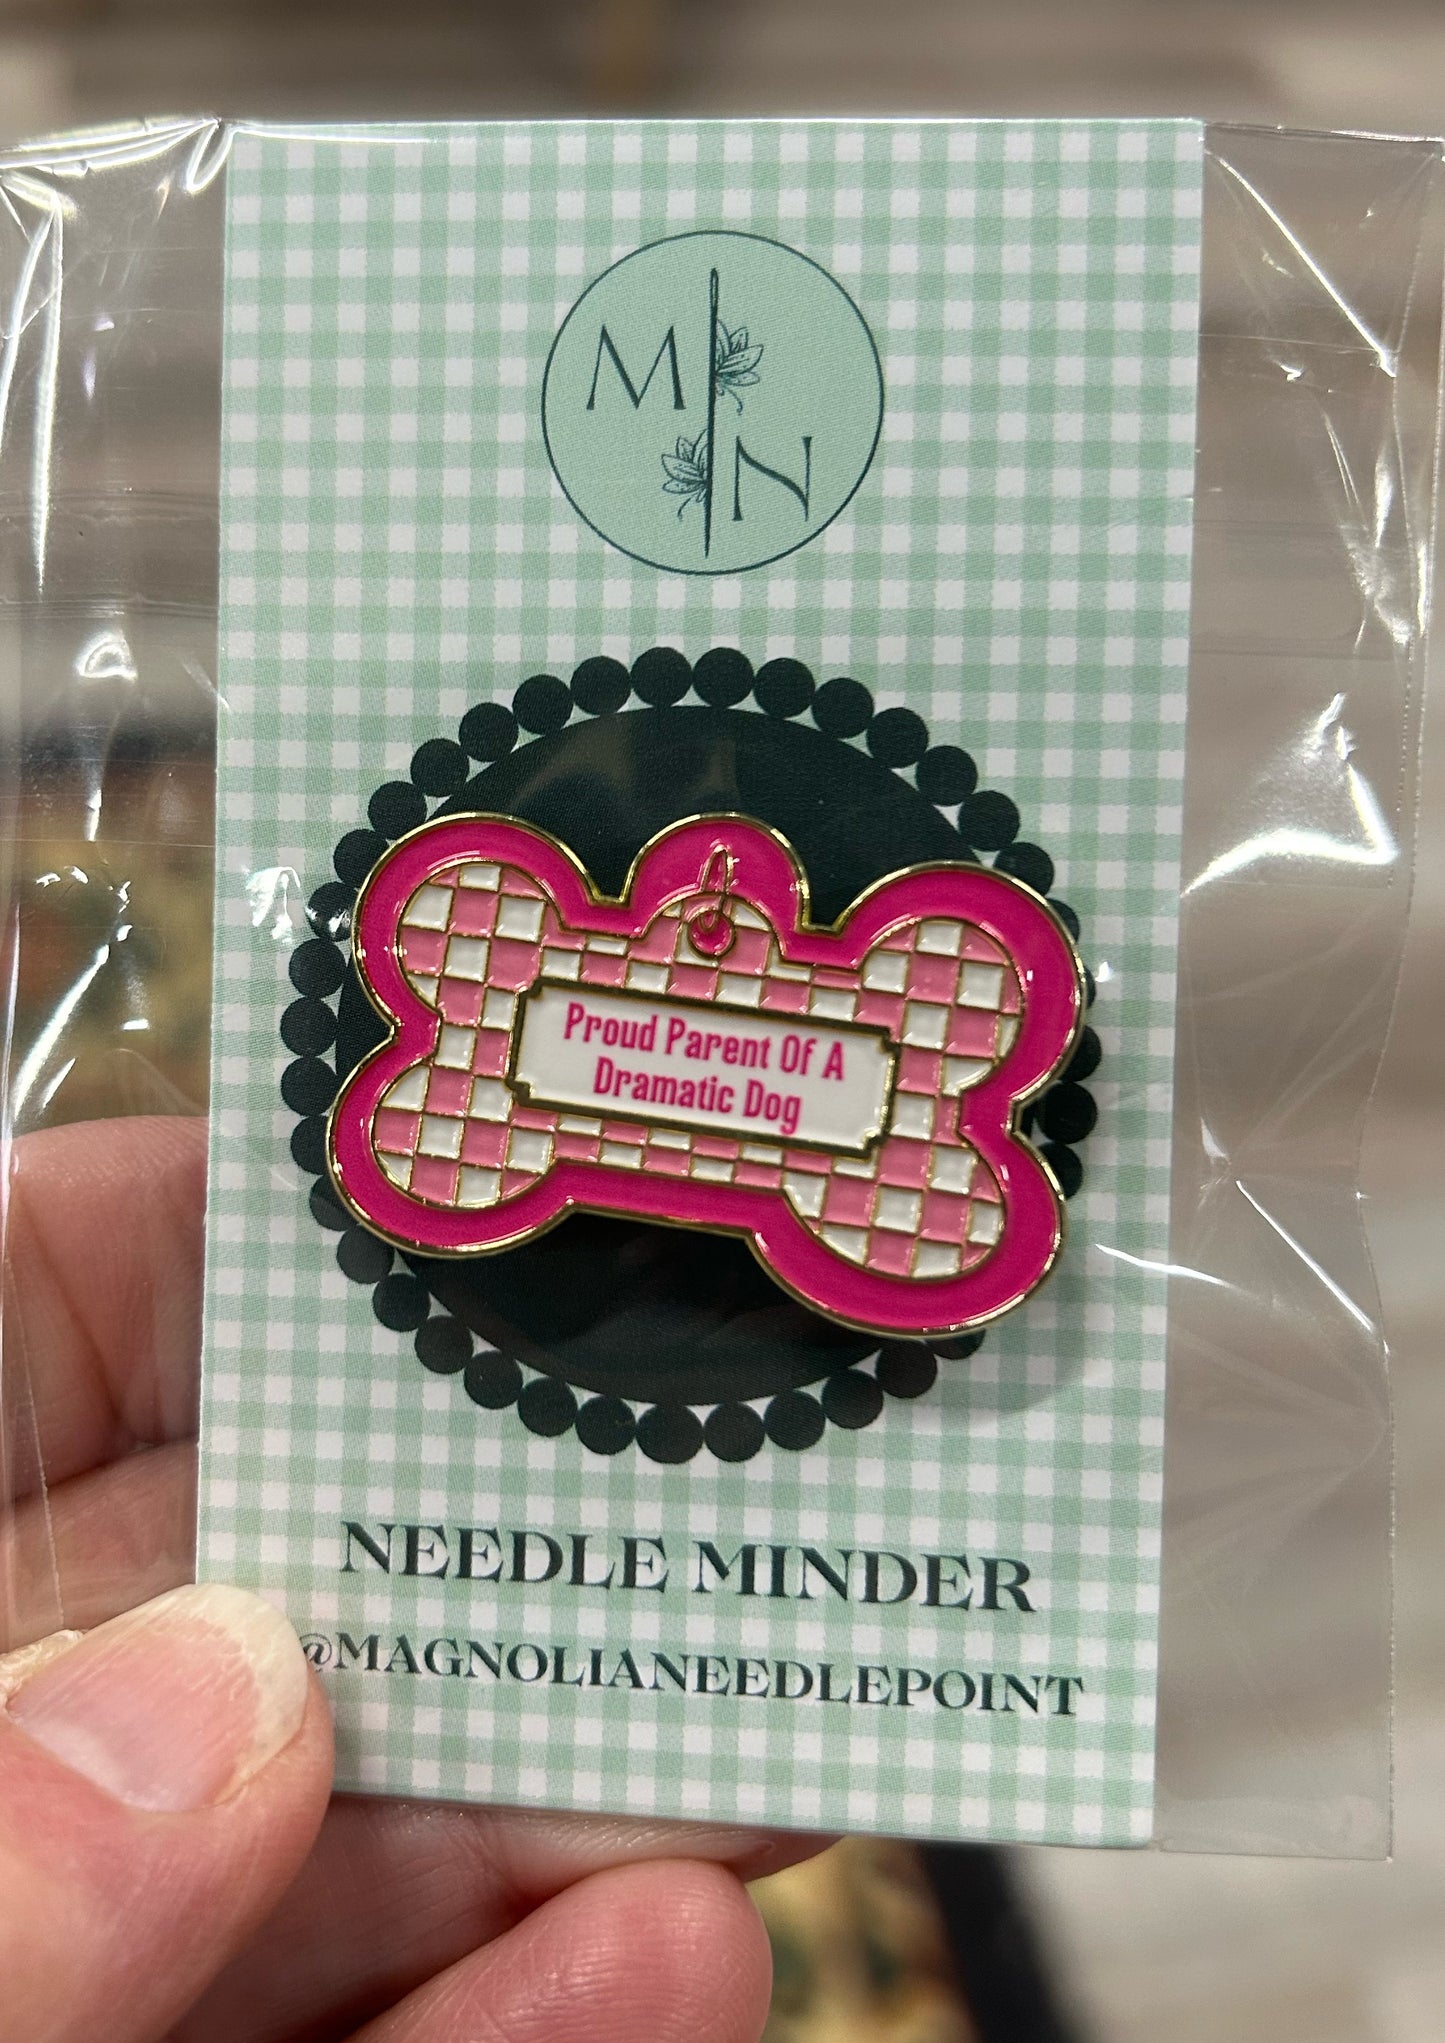 M
N
Proud Parent Of A
Dramatic Dog
NEEDLE MINDER
@MAGNOLIANEEDLEPOINT